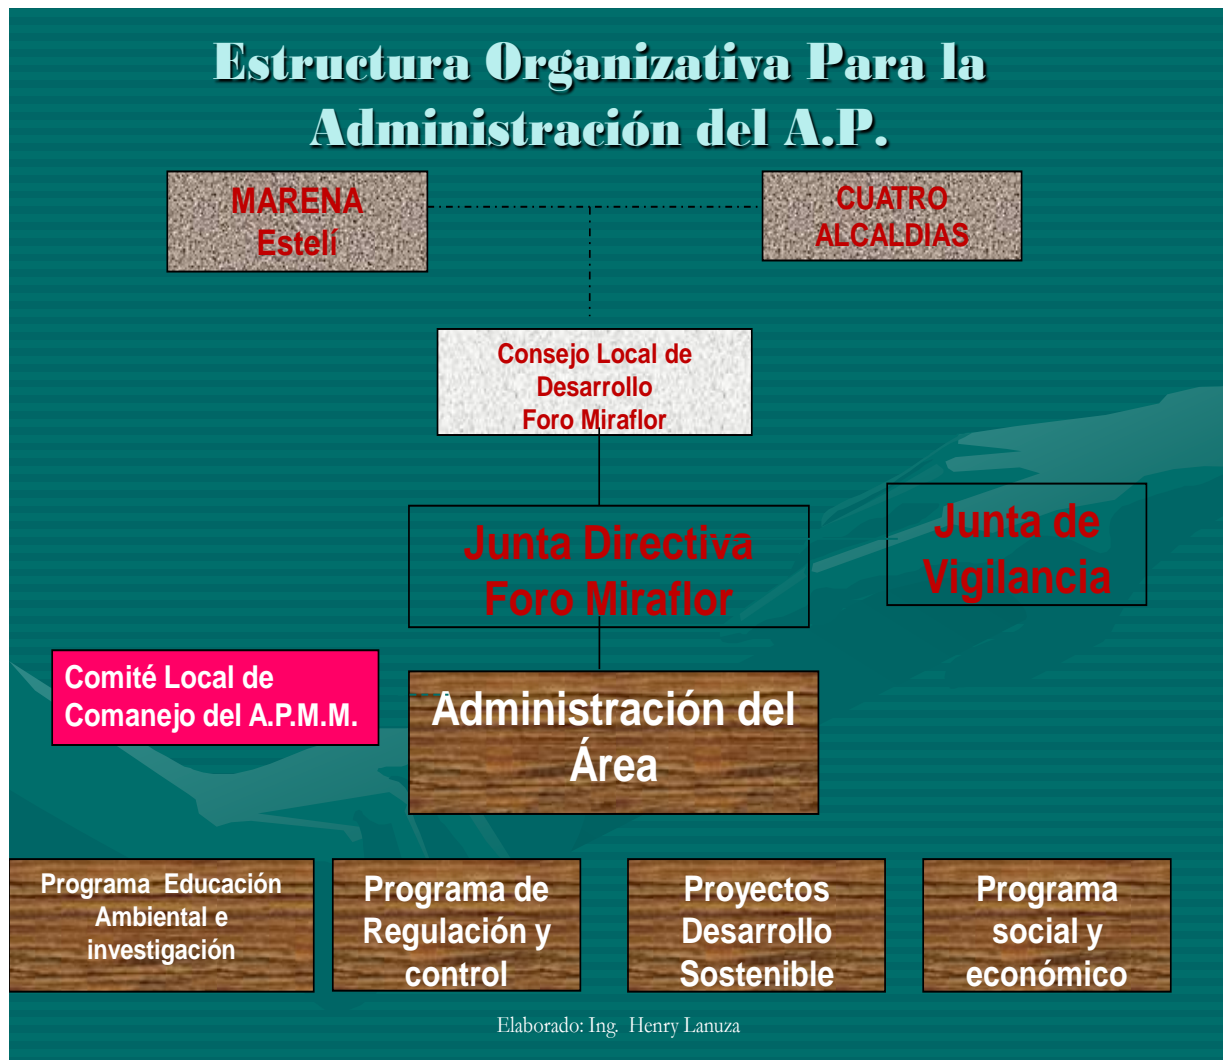 Estructura Organizativa Para la
Administración del A.P.
MARENA
Estelí
CUATRO
ALCALDIAS
Consejo Local de
Desarrollo
Foro Miraflor
Junta Directiva
Foro Miraflor
Junta de
Vigilancia
Comité Local de
Comanejo del A.P.M.M.
Administración del
Área
Programa Educación
Ambiental e
investigación
Programa de
Regulación y
control
Proyectos
Desarrollo
Sostenible
Programa
social y
económico
Elaborado: Ing. Henry Lanuza